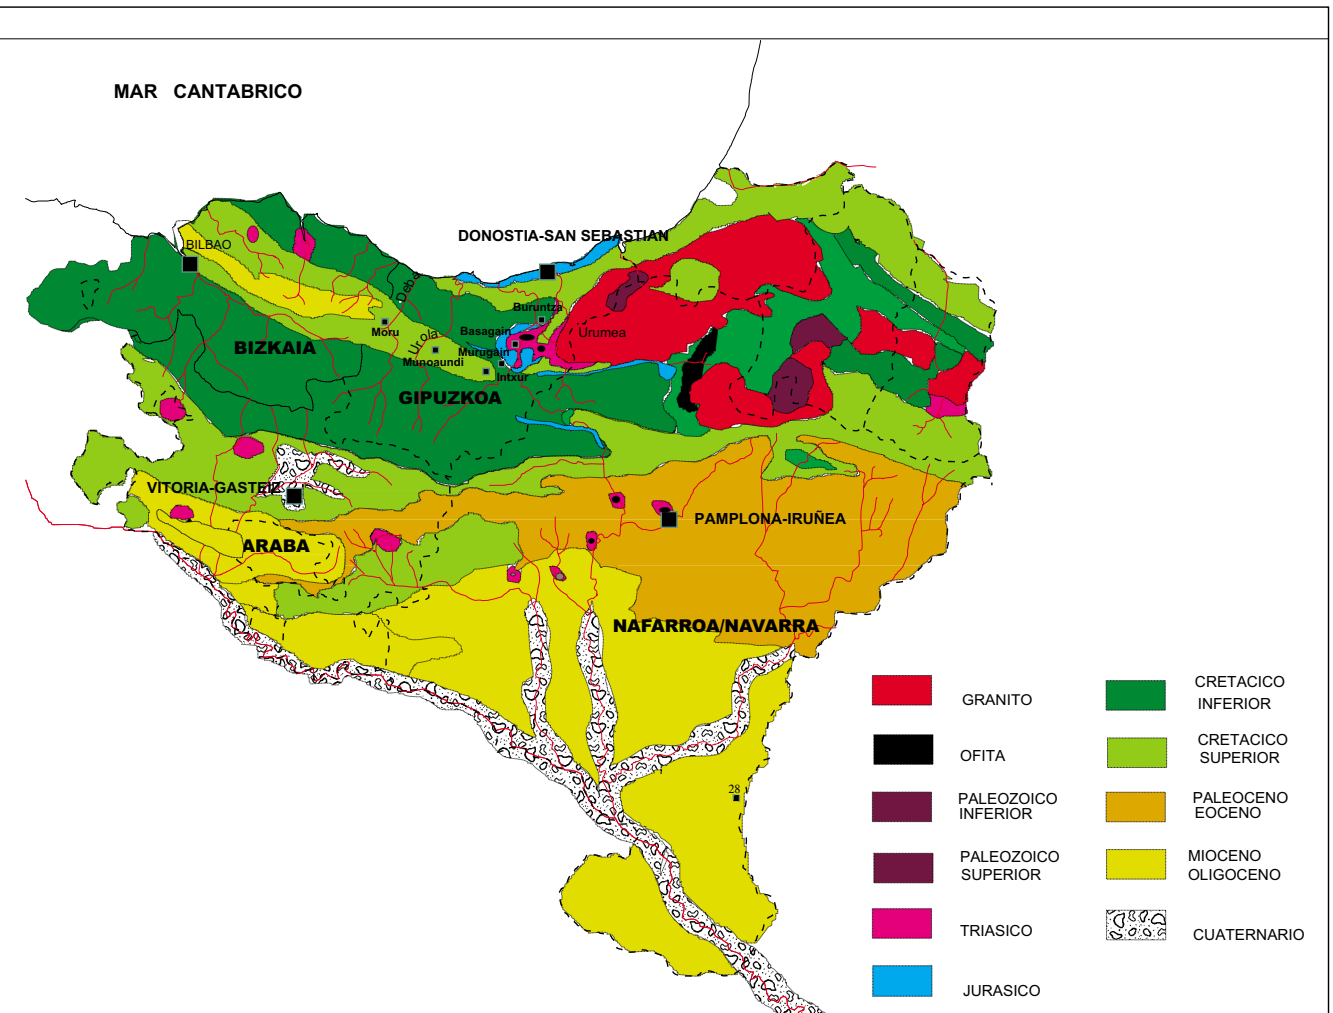 MAR CANTABRICO
DONOSTIA-SAN SEBASTIAN
BILBAO
Deba
Buruntza
Urumea
Moru
Urola
Basagain
BIZKAIA
Murugain
Munoaundi
Intxur
GIPUZKOA
VITORIA-GASTEIZ
PAMPLONA-IRUÑEA
ARABA
NAFARROA/NAVARRA
28
GRANITO
OFITA
PALEOZOICO
INFERIOR
PALEOZOICO
SUPERIOR
TRIASICO
JURASICO
CRETACICO
INFERIOR
CRETACICO
SUPERIOR
PALEOCENO
EOCENO
MIOCENO
OLIGOCENO
CUATERNARIO